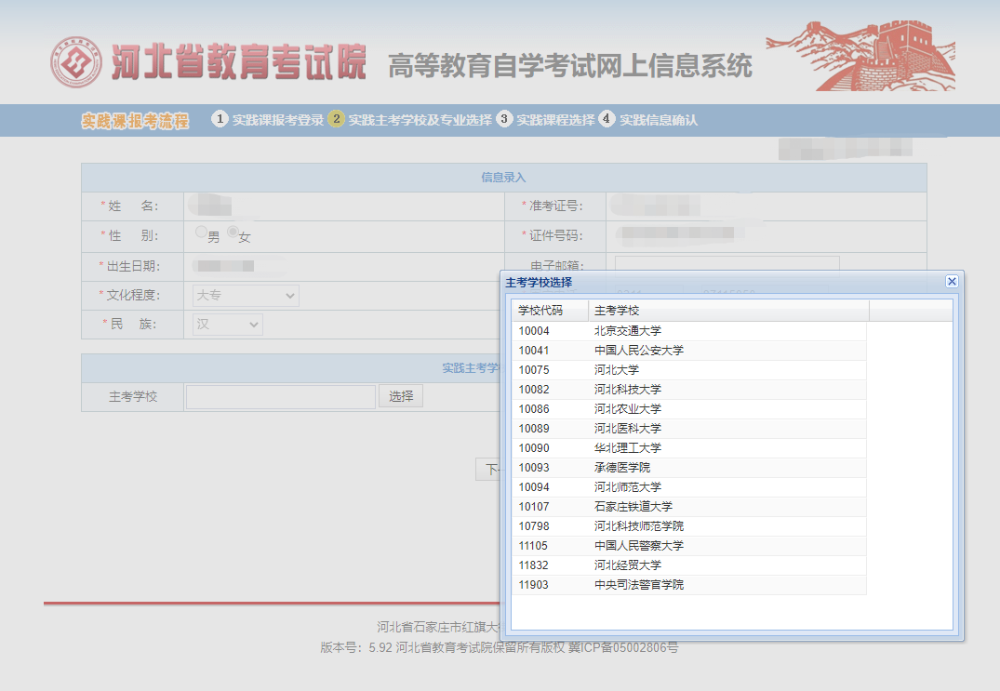 河北省教育考试院 高等教育自学考试网上信息系统
实践课报考流程 1 实践课报考登录 2 实践主考学校及专业选择 3 实践课程选择 4 实践信息确认
信息录入
*姓 名: *准考证号:
*性 别: 男 女 *证件号码:
*出生日期: 电子邮箱:
*文化程度: 大专
*民 族: 汉
实践主考学
主考学校 选择
下一
主考学校选择
学校代码 主考学校
10004 北京交通大学
10041 中国人民公安大学
10075 河北大学
10082 河北科技大学
10086 河北农业大学
10089 河北医科大学
10090 华北理工大学
10093 承德医学院
10094 河北师范大学
10107 石家庄铁道大学
10798 河北科技师范学院
11105 中国人民警察大学
11832 河北经贸大学
11903 中央司法警官学院
河北省石家庄市红旗大
版本号：5.92 河北省教育考试院保留所有版权 冀ICP备05002806号